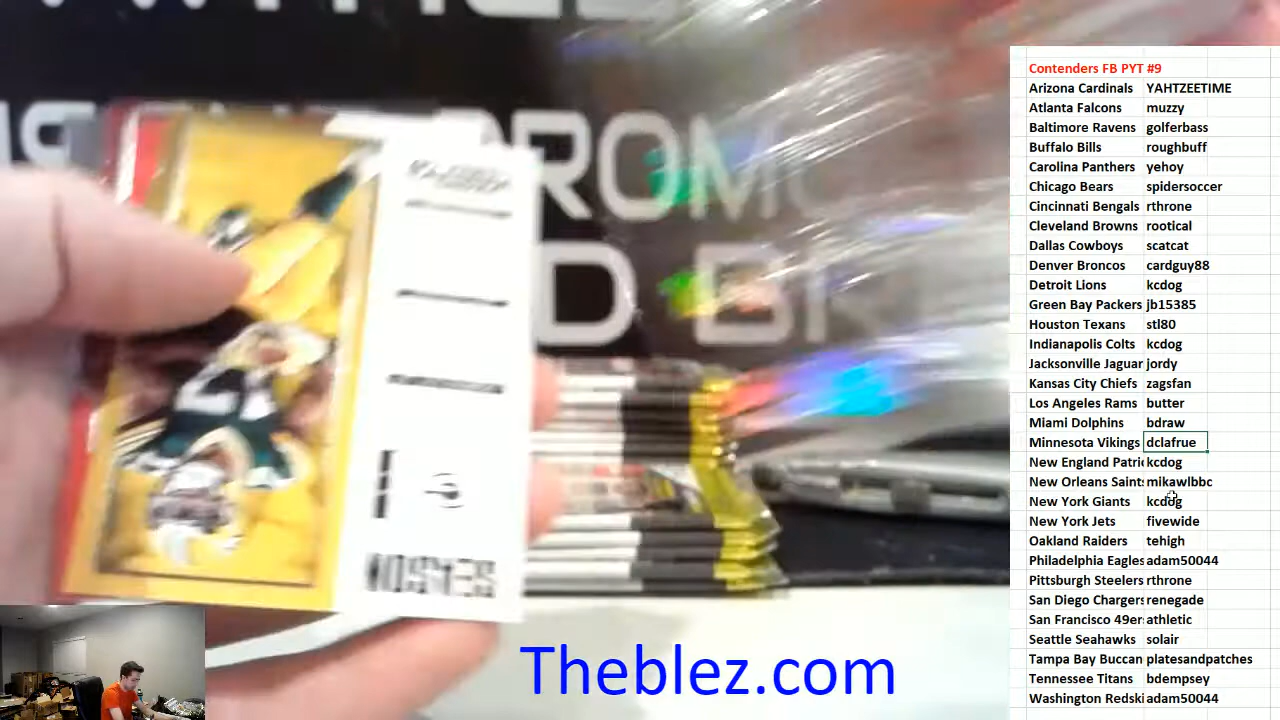 PROMO
D BR
SEASON
Theblez.com
Contenders FB PYT #9
Arizona Cardinals YAHTZEETIME
Atlanta Falcons muzzy
Baltimore Ravens golferbass
Buffalo Bills roughbuff
Carolina Panthers yehoy
Chicago Bears spidersoccer
Cincinnati Bengals rthrone
Cleveland Browns rootical
Dallas Cowboys scatcat
Denver Broncos cardguy88
Detroit Lions kcdog
Green Bay Packers jb15385
Houston Texans stl80
Indianapolis Colts kcdog
Jacksonville Jaguar jordy
Kansas City Chiefs zagsfan
Los Angeles Rams butter
Miami Dolphins bdraw
Minnesota Vikings dclafrue
New England Patri kcdog
New Orleans Saints mikawlbbc
New York Giants kcdog
New York Jets fivewide
Oakland Raiders tehigh
Philadelphia Eagles adam50044
Pittsburgh Steelers rthrone
San Diego Chargers renegade
San Francisco 49er athletic
Seattle Seahawks solair
Tampa Bay Buccan platesandpatches
Tennessee Titans bdempsey
Washington Redski adam50044